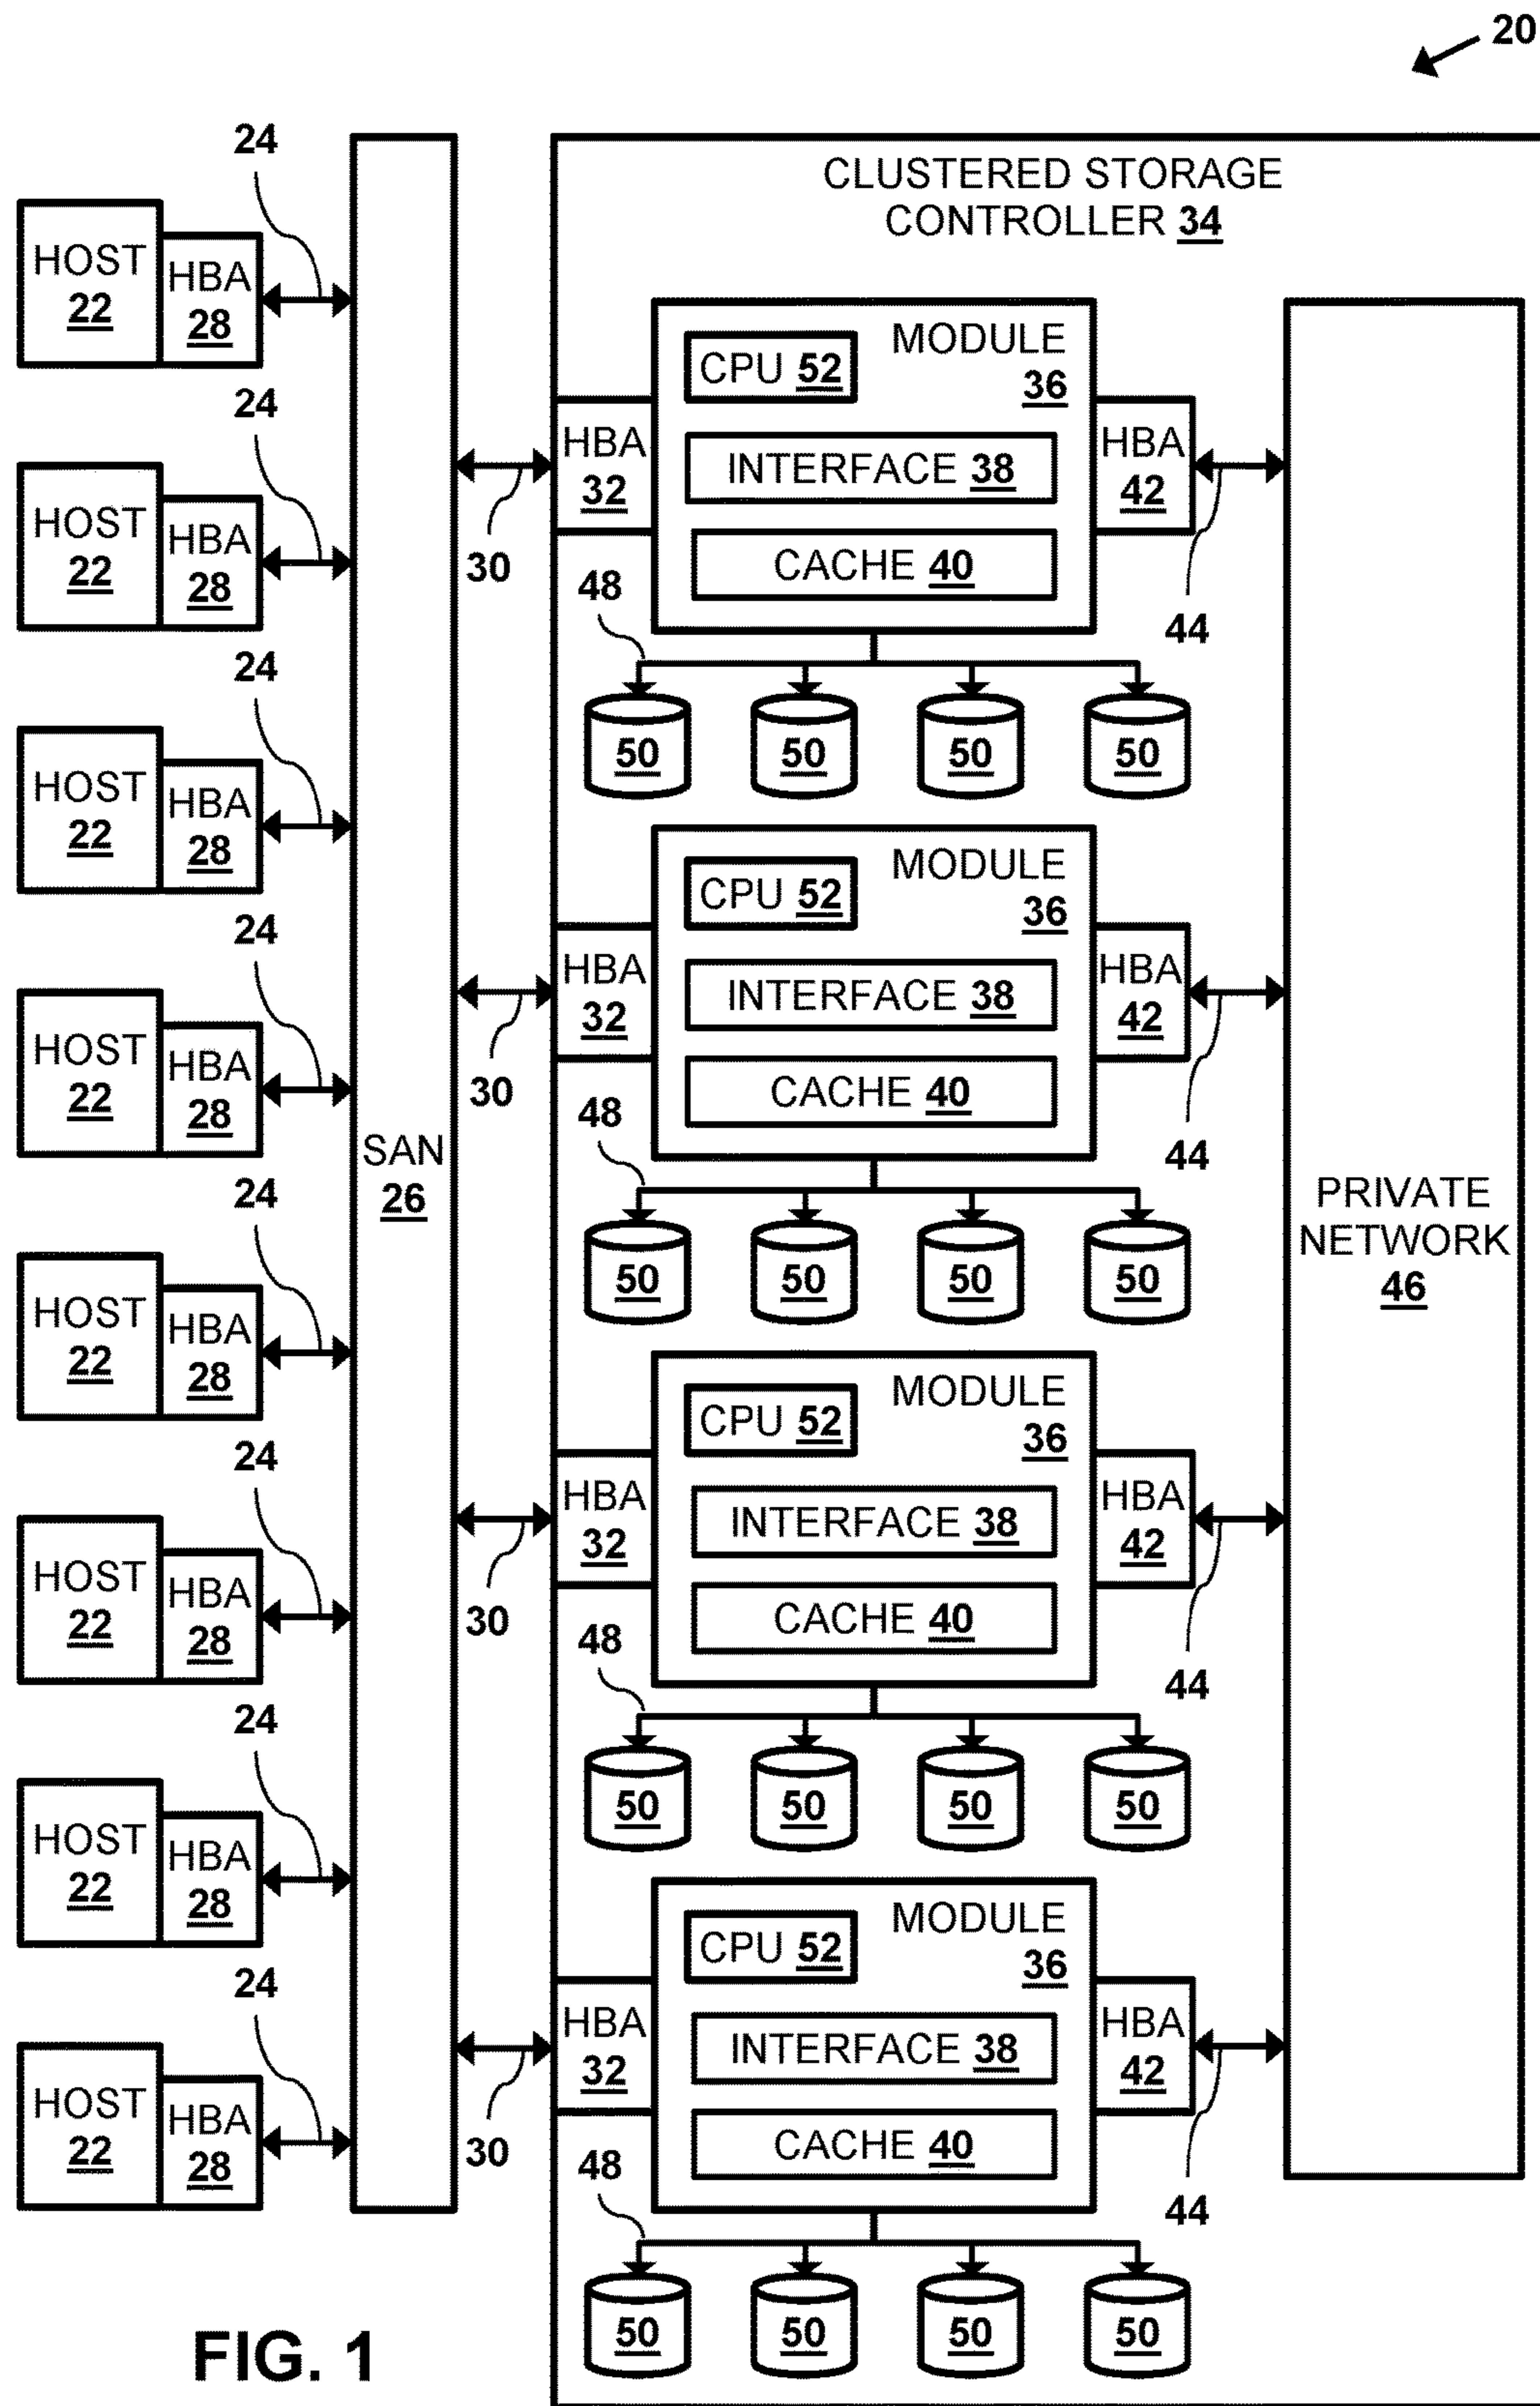 20
CLUSTERED STORAGE
CONTROLLER 34
24
HOST
22
HBA
28
24
HOST
22
HBA
28
24
HOST
22
HBA
28
24
HOST
22
HBA
28
24
HOST
22
HBA
28
24
HOST
22
HBA
28
24
HOST
22
HBA
28
24
HOST
22
HBA
28
SAN
26
30
HBA
32
MODULE
36
CPU 52
INTERFACE 38
CACHE 40
HBA
42
44
48
50 50 50 50
30
HBA
32
MODULE
36
CPU 52
INTERFACE 38
CACHE 40
HBA
42
44
48
50 50 50 50
30
HBA
32
MODULE
36
CPU 52
INTERFACE 38
CACHE 40
HBA
42
44
48
50 50 50 50
30
HBA
32
MODULE
36
CPU 52
INTERFACE 38
CACHE 40
HBA
42
44
48
50 50 50 50
PRIVATE
NETWORK
46
FIG. 1